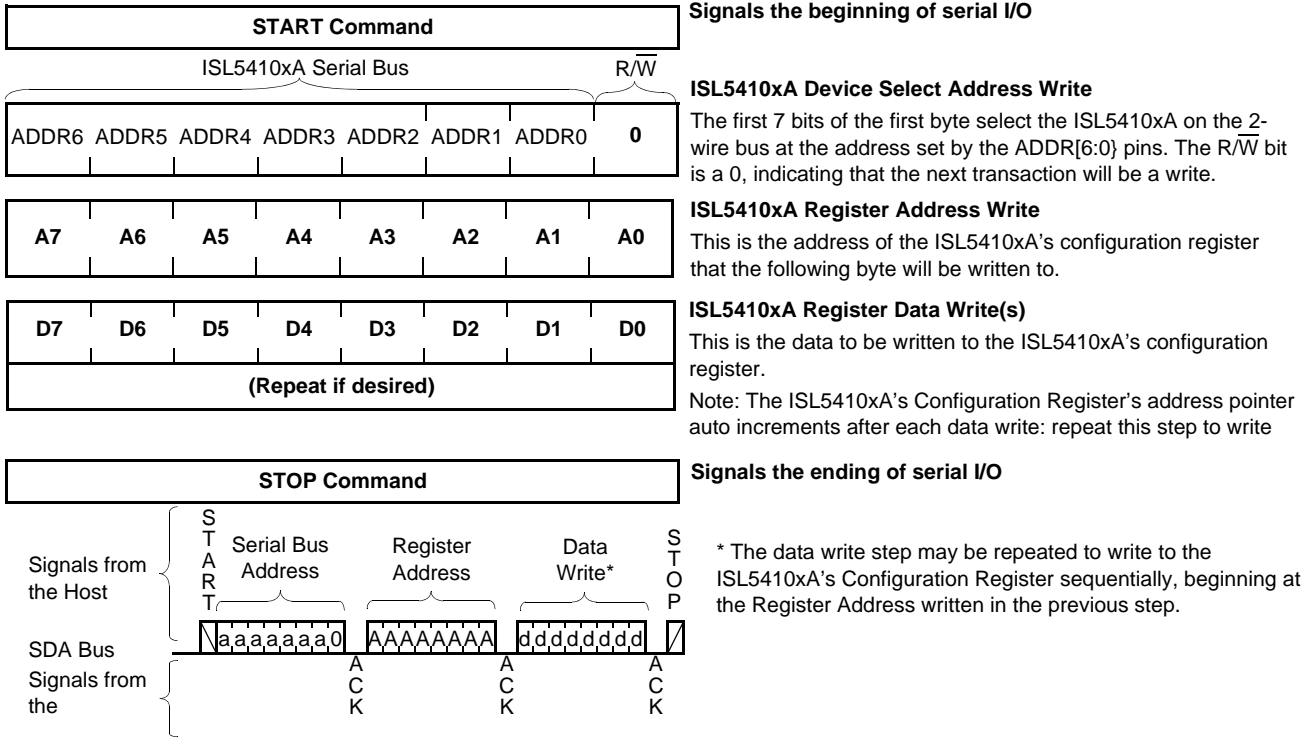 START Command
Signals the beginning of serial I/O
ISL5410xA Serial Bus
R/W
ISL5410xA Device Select Address Write
ADDR6 ADDR5 ADDR4 ADDR3 ADDR2 ADDR1 ADDR0 0
The first 7 bits of the first byte select the ISL5410xA on the 2-
wire bus at the address set by the ADDR[6:0} pins. The R/W bit
is a 0, indicating that the next transaction will be a write.
ISL5410xA Register Address Write
A7 A6 A5 A4 A3 A2 A1 A0
This is the address of the ISL5410xA's configuration register
that the following byte will be written to.
ISL5410xA Register Data Write(s)
D7 D6 D5 D4 D3 D2 D1 D0
This is the data to be written to the ISL5410xA's configuration
register.
(Repeat if desired)
Note: The ISL5410xA's Configuration Register's address pointer
auto increments after each data write: repeat this step to write
STOP Command
Signals the ending of serial I/O
Signals from
the Host
START
Serial Bus
Address
Register
Address
Data
Write*
STOP
* The data write step may be repeated to write to the
ISL5410xA's Configuration Register sequentially, beginning at
the Register Address written in the previous step.
SDA Bus
a a a a a a a 0
A A A A A A A A
d d d d d d d d
Signals from
the
ACK
ACK
ACK